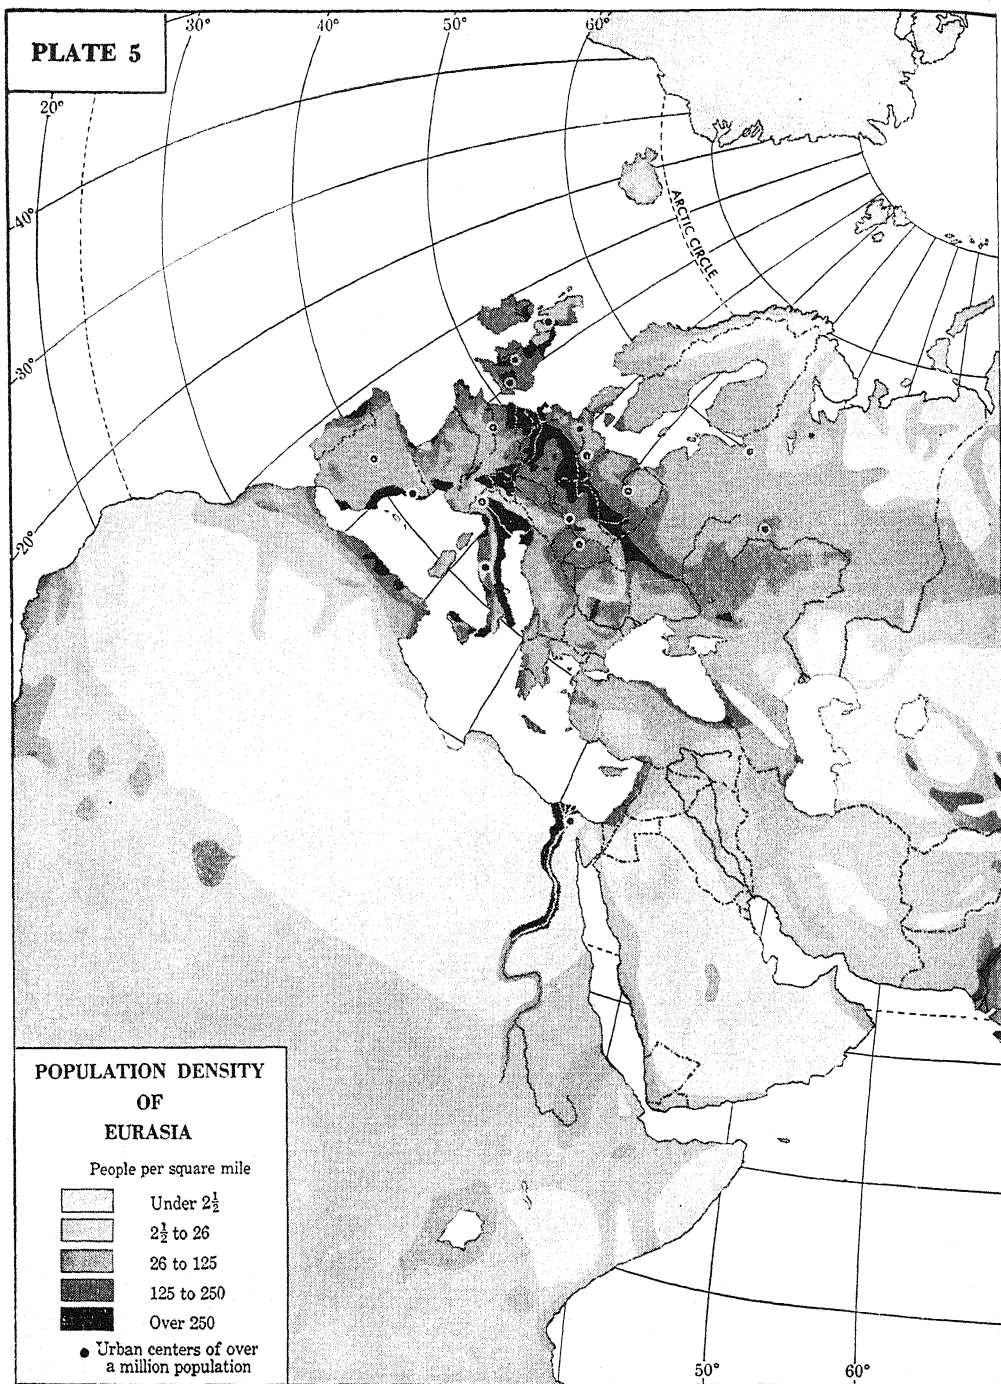 PLATE 5
30°
40°
50°
60°
20°
40°
30°
20°
ARCTIC CIRCLE
50°
60°
POPULATION DENSITY
OF
EURASIA
People per square mile
Under 2½
2½ to 26
26 to 125
125 to 250
Over 250
Urban centers of over
a million population